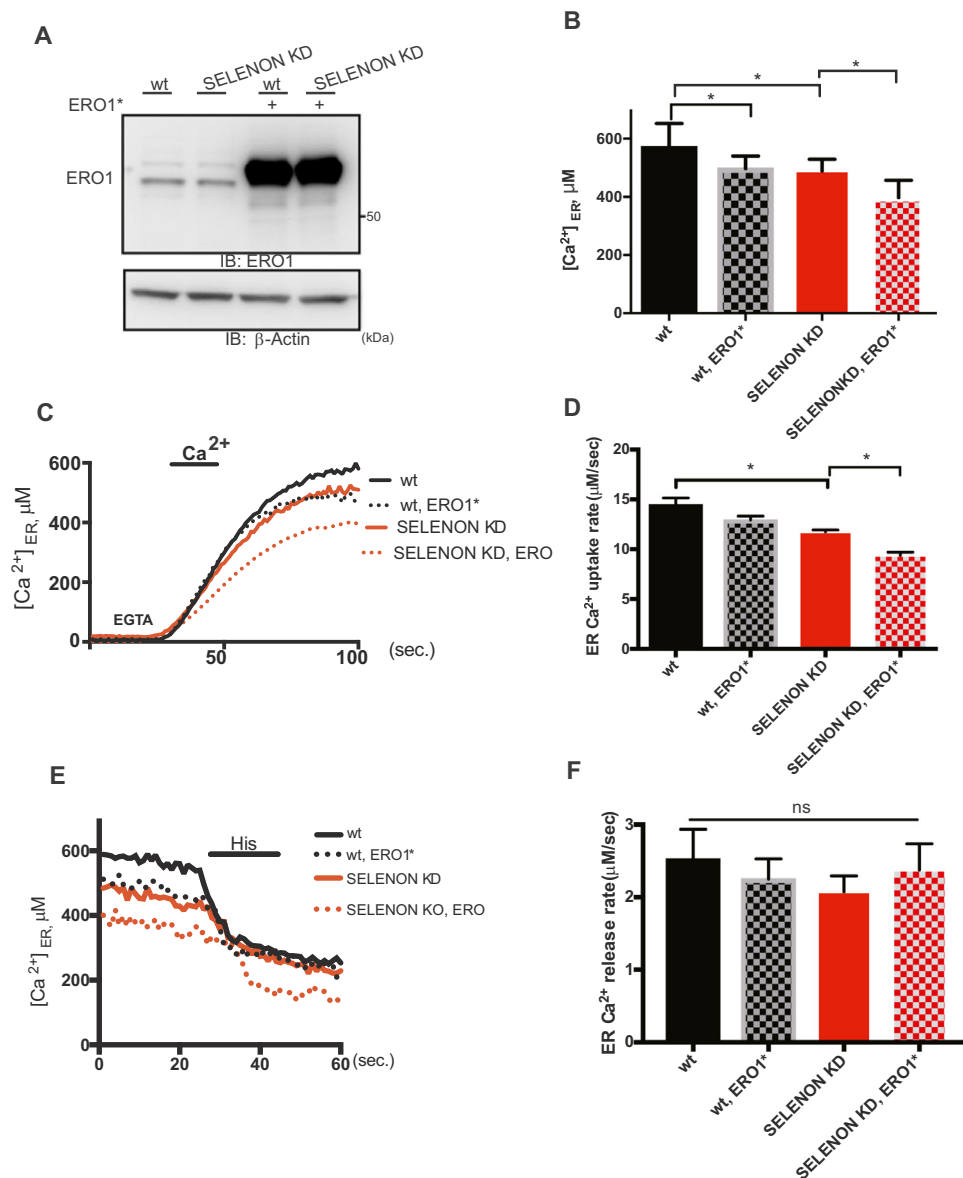 A
wt
SELENON KD
wt
SELENON KD
ERO1*
+
+
ERO1
50
IB: ERO1
IB: β-Actin
(kDa)
B
[Ca2+]ER, μM
600
400
200
0
*
*
*
wt
wt, ERO1*
SELENON KD
SELENONKD, ERO1*
C
[Ca2+]ER, μM
600
400
200
0
Ca2+
EGTA
50
100
(sec.)
wt
wt, ERO1*
SELENON KD
SELENON KD, ERO
D
ER Ca2+ uptake rate (μM/sec)
20
15
10
5
0
*
*
wt
wt, ERO1*
SELENON KD
SELENON KD, ERO1*
E
[Ca2+]ER, μM
600
400
200
0
20
40
60
(sec.)
His
wt
wt, ERO1*
SELENON KD
SELENON KO, ERO
F
ER Ca2+ release rate (μM/sec)
3
2
1
0
ns
wt
wt, ERO1*
SELENON KD
SELENON KD, ERO1*